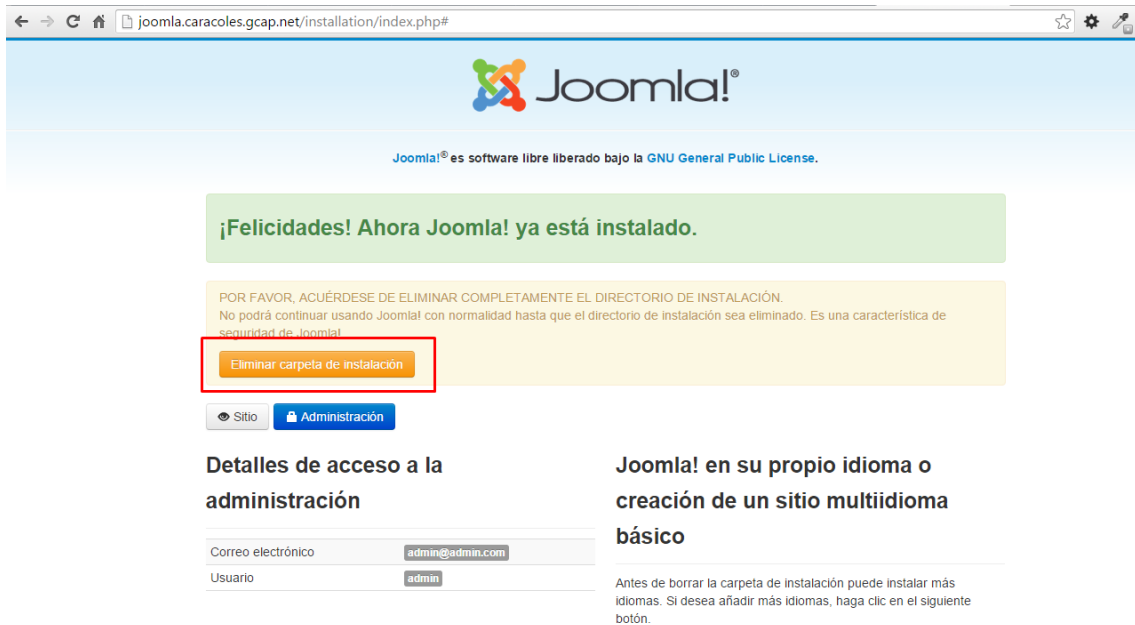 joomla.caracoles.gcap.net/installation/index.php#
Joomla!®
Joomla!® es software libre liberado bajo la GNU General Public License.
¡Felicidades! Ahora Joomla! ya está instalado.
POR FAVOR, ACUÉRDESE DE ELIMINAR COMPLETAMENTE EL DIRECTORIO DE INSTALACIÓN.
No podrá continuar usando Joomla! con normalidad hasta que el directorio de instalación sea eliminado. Es una característica de
seguridad de Joomla!
Eliminar carpeta de instalación
Sitio Administración
Detalles de acceso a la
administración
Correo electrónico admin@admin.com
Usuario admin
Joomla! en su propio idioma o
creación de un sitio multiidioma
básico
Antes de borrar la carpeta de instalación puede instalar más
idiomas. Si desea añadir más idiomas, haga clic en el siguiente
botón.